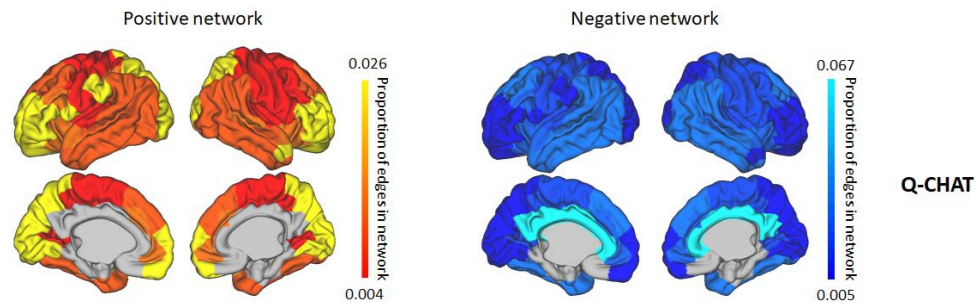 Positive network
Negative network
0.026
Proportion of edges in network
0.004
0.067
Proportion of edges in network
0.005
Q-CHAT